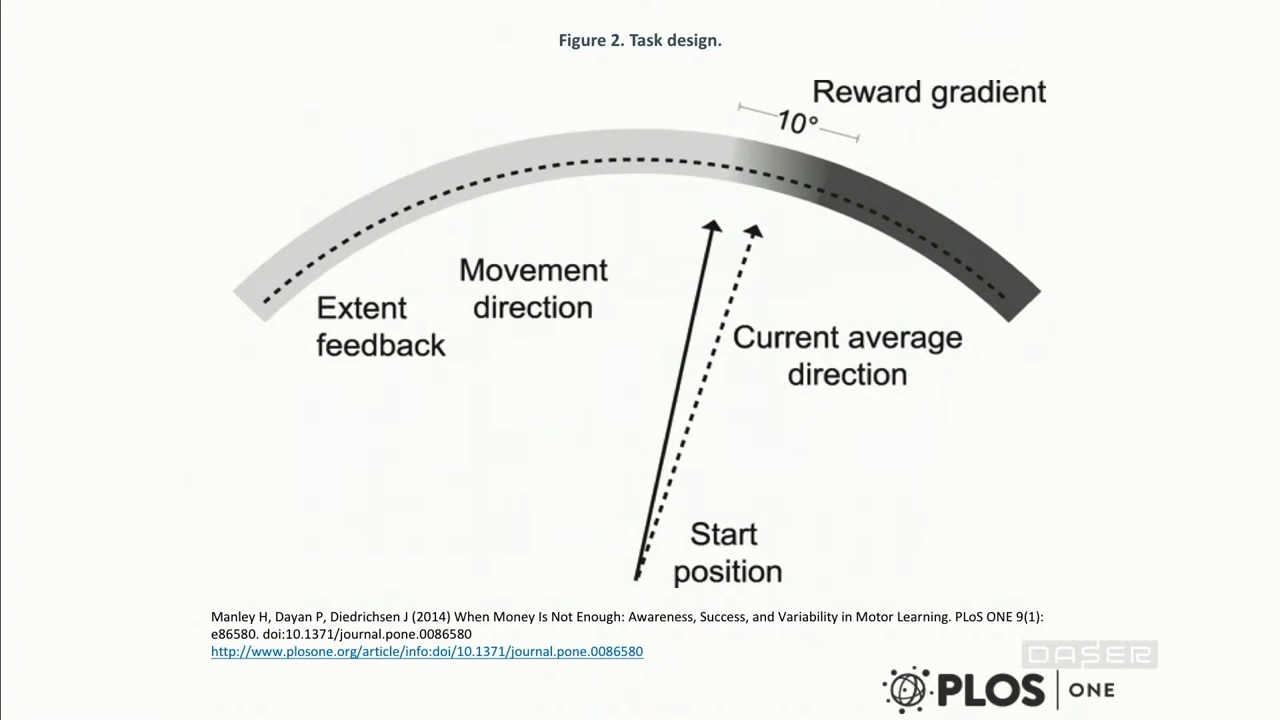 Figure 2. Task design.
Reward gradient
10°
Movement
direction
Extent
feedback
Current average
direction
Start
position
Manley H, Dayan P, Diedrichsen J (2014) When Money Is Not Enough: Awareness, Success, and Variability in Motor Learning. PLoS ONE 9(1):
e86580. doi:10.1371/journal.pone.0086580
http://www.plosone.org/article/info:doi/10.1371/journal.pone.0086580
DASER
PLOS ONE